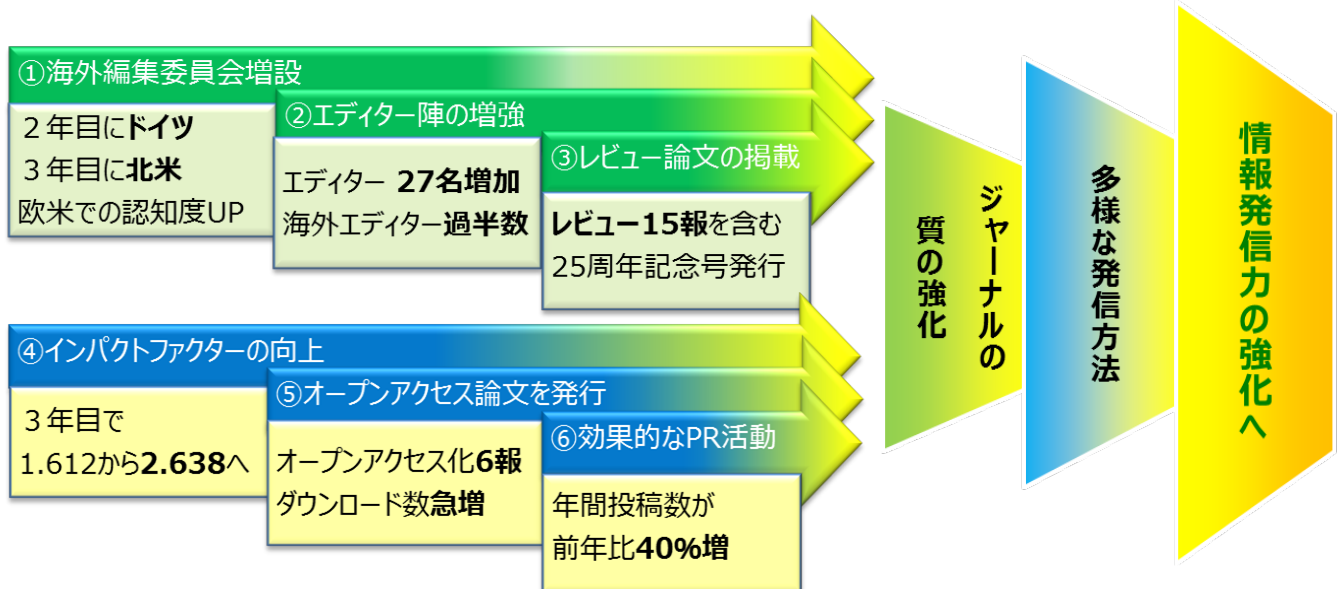 ①海外編集委員会増設
２年目にドイツ
３年目に北米
欧米での認知度UP
②エディター陣の増強
エディター 27名増加
海外エディター過半数
③レビュー論文の掲載
レビュー15報を含む
25周年記念号発行
④インパクトファクターの向上
３年目で
1.612から2.638へ
⑤オープンアクセス論文を発行
オープンアクセス化6報
ダウンロード数急増
⑥効果的なPR活動
年間投稿数が
前年比40%増
ジャーナルの
質の強化
多様な発信方法
情報発信力の強化へ